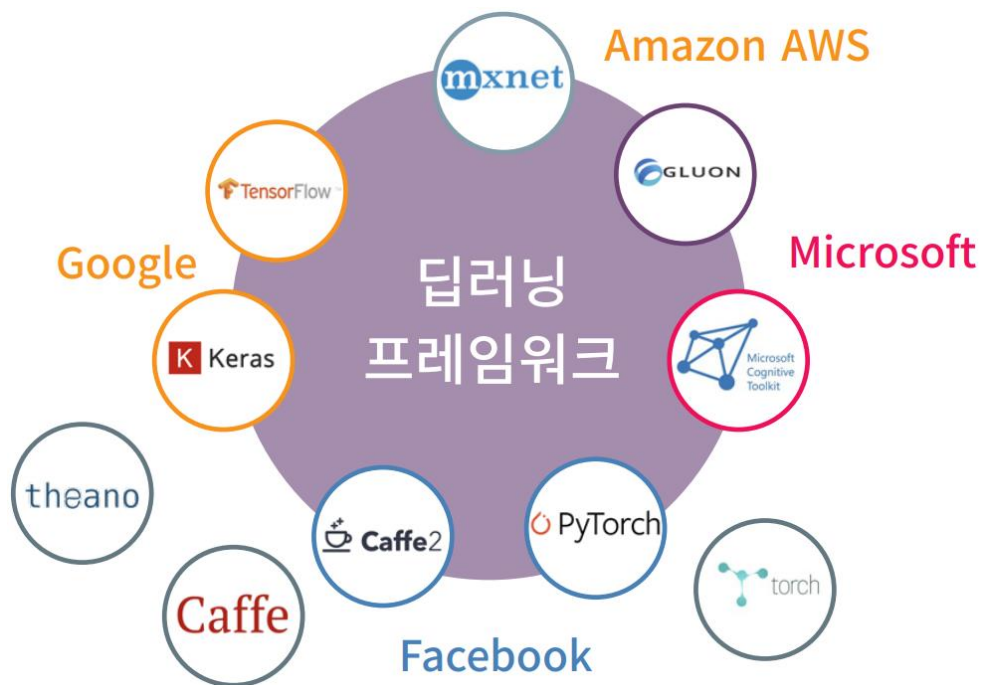 Amazon AWS
mxnet
TensorFlow™
GLUON
Google
Microsoft
딥러닝
프레임워크
K Keras
Microsoft
Cognitive
Toolkit
theano
Caffe2
PyTorch
Caffe
torch
Facebook